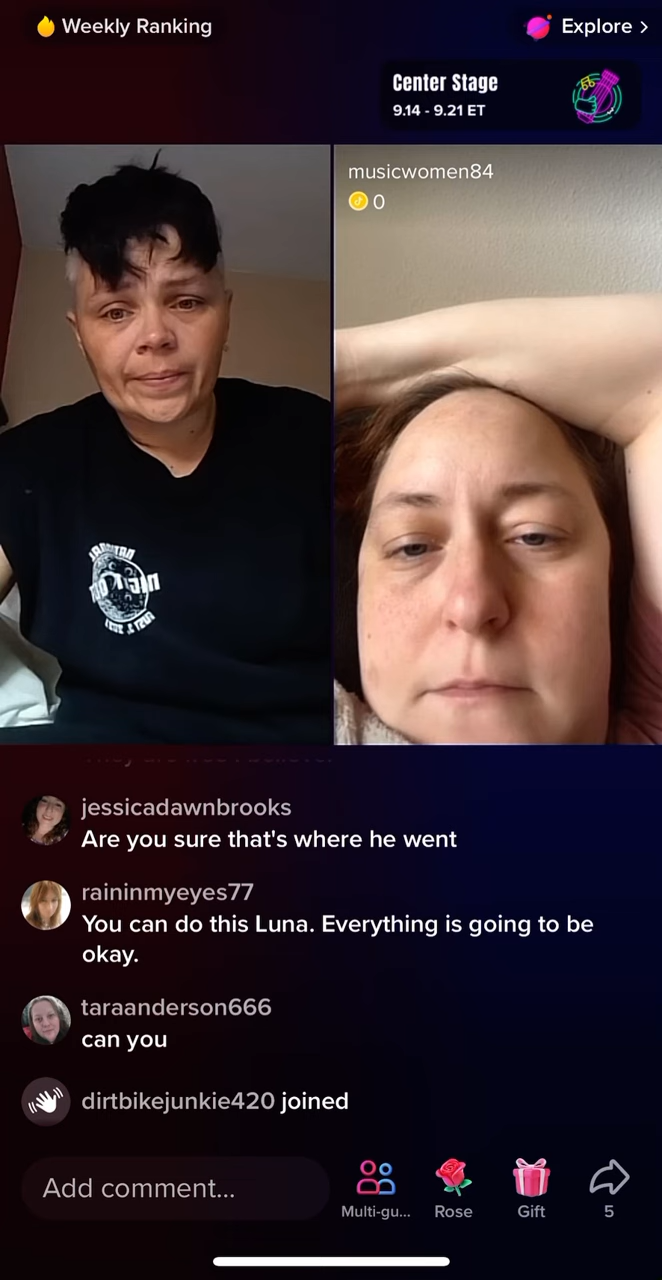 Weekly Ranking
Explore >
Center Stage
9.14 - 9.21 ET
musicwomen84
0
jessicadawnbrooks
Are you sure that's where he went
raininmyeyes77
You can do this Luna. Everything is going to be
okay.
taraanderson666
can you
dirtbikejunkie420 joined
Add comment...
Multi-gu...
Rose
Gift
5